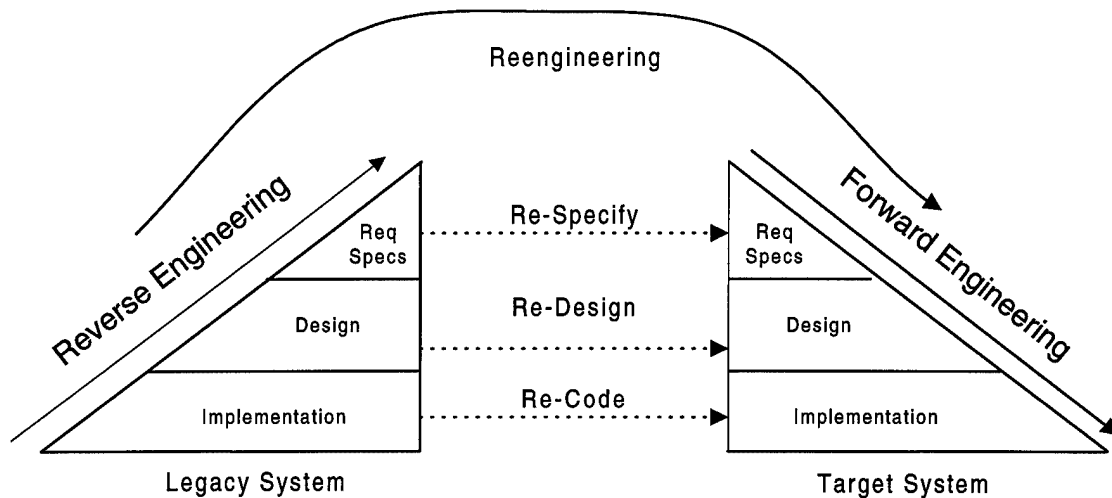 Reengineering
Reverse Engineering
Forward Engineering
Req
Specs
Re-Specify
Req
Specs
Design
Re-Design
Design
Implementation
Re-Code
Implementation
Legacy System
Target System